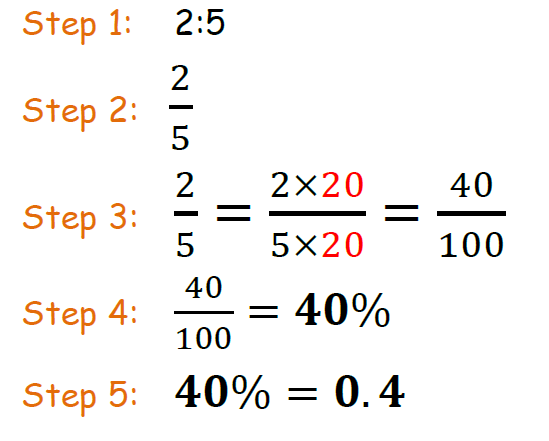 Step 1: 2:5
Step 2: 2/5
Step 3: 2/5 = 2×20/5×20 = 40/100
Step 4: 40/100 = 40%
Step 5: 40% = 0.4